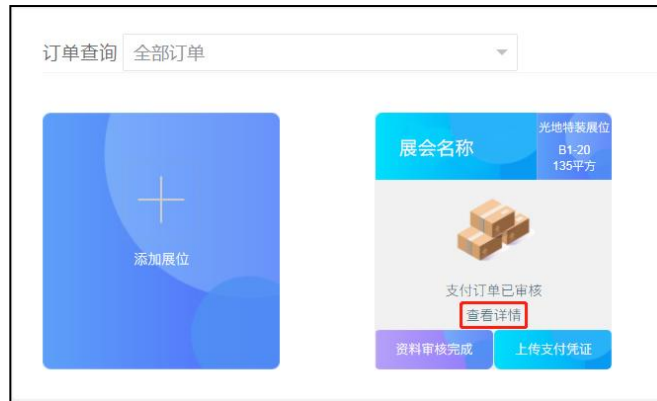 订单查询 全部订单
添加展位
展会名称
光地特装展位
B1-20
135平方
支付订单已审核
查看详情
资料审核完成 上传支付凭证